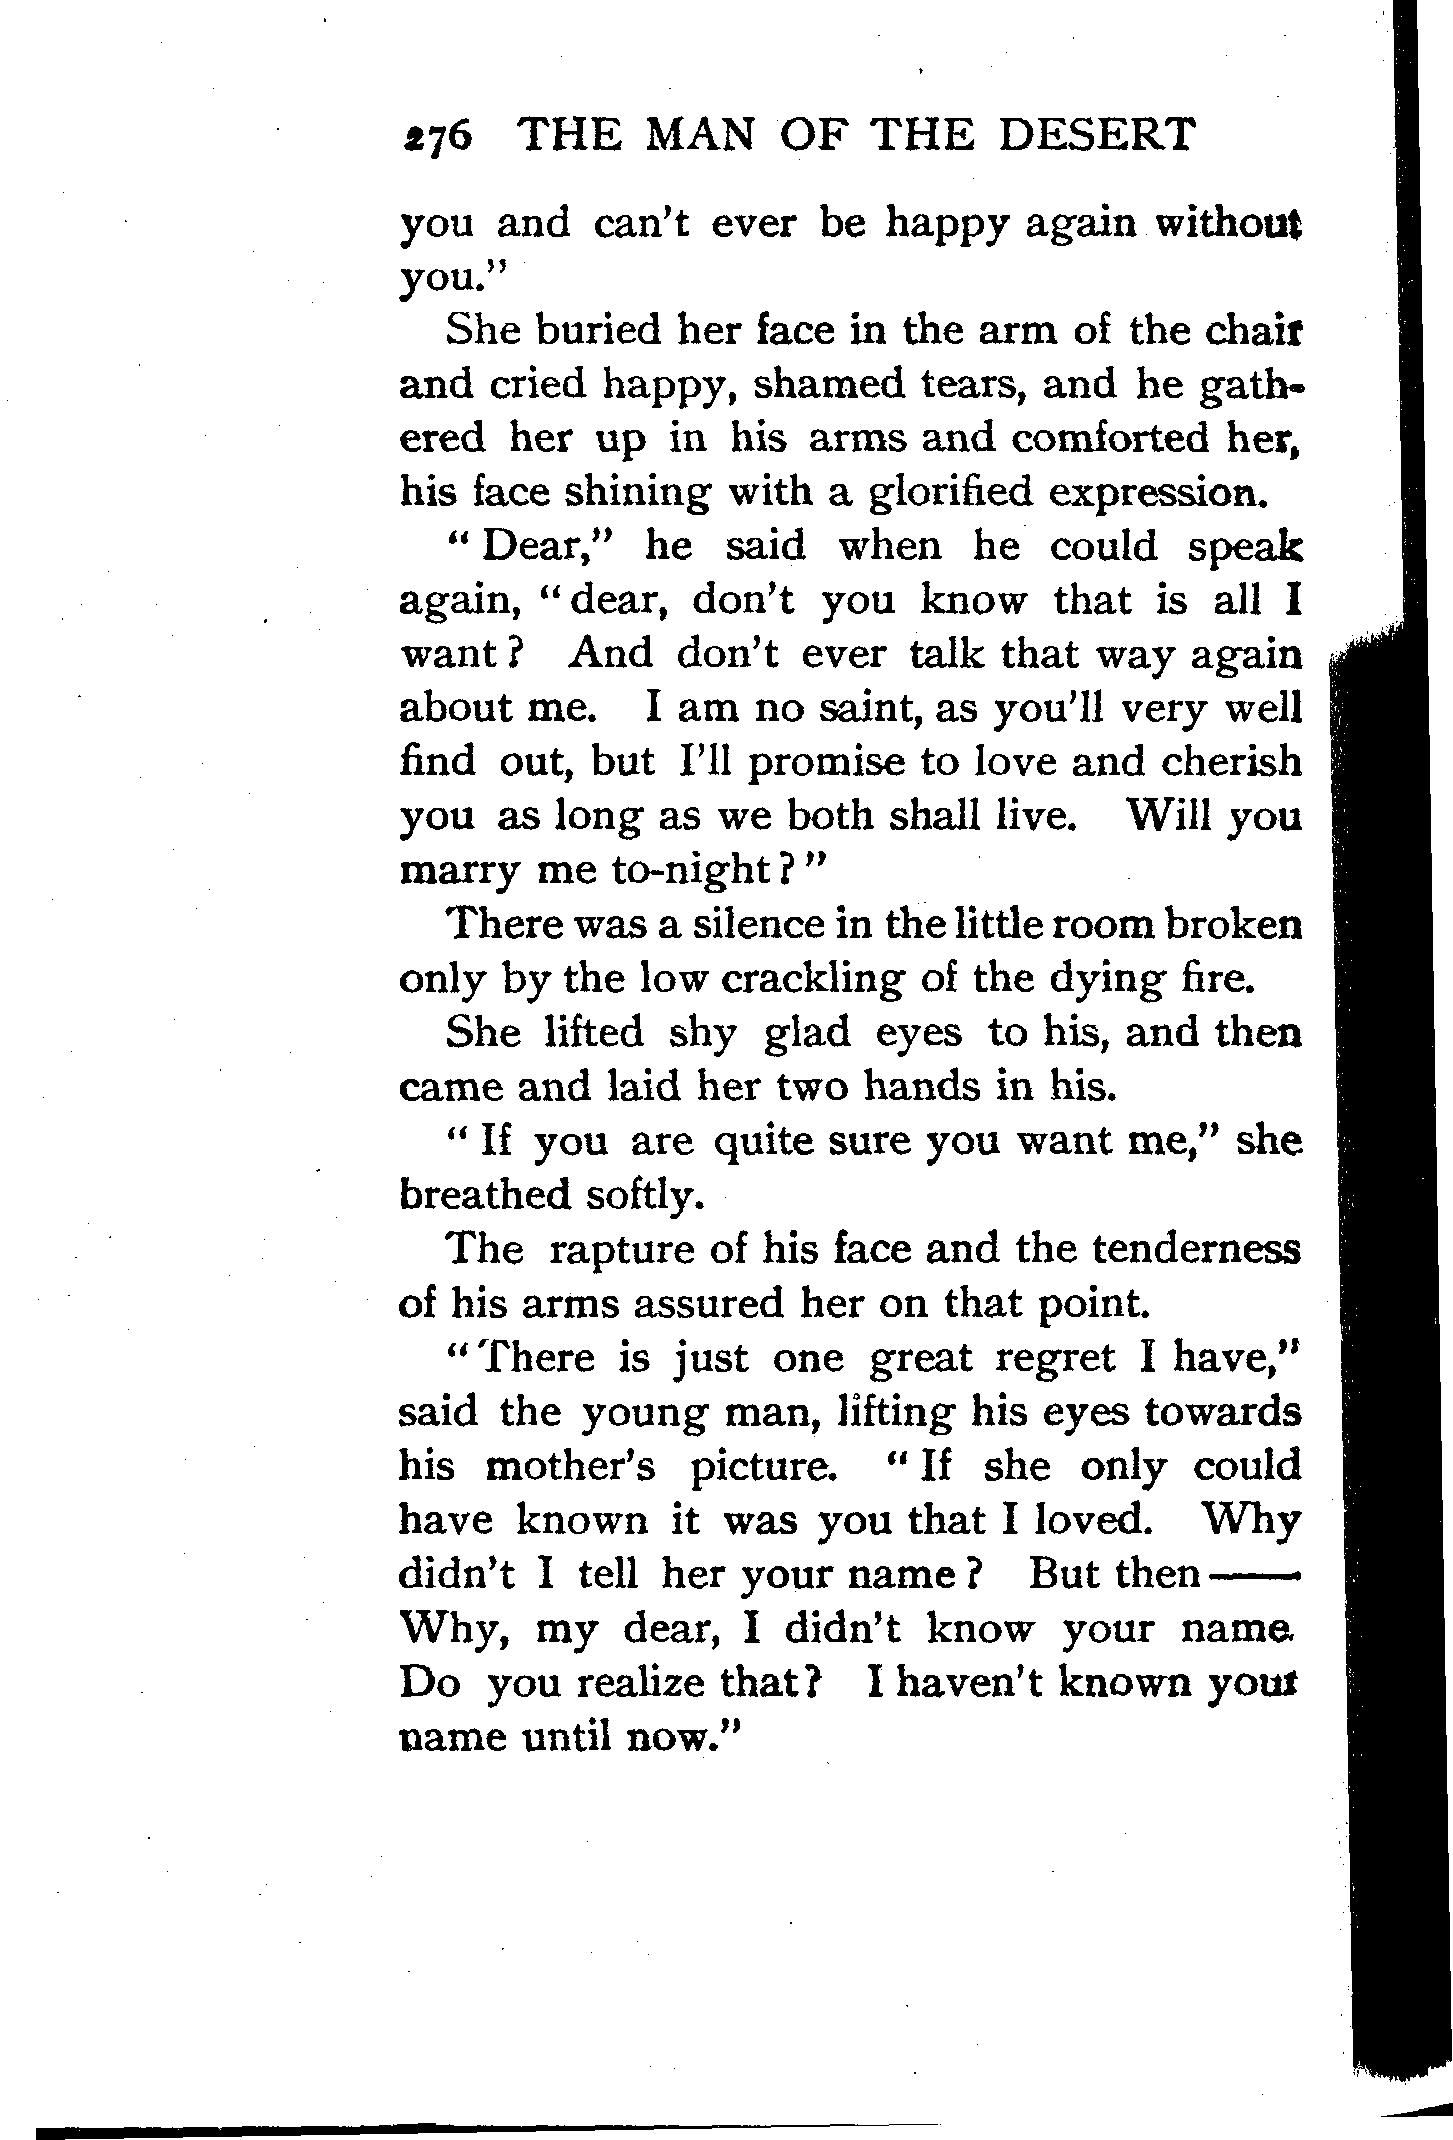 276 THE MAN OF THE DESERT
you and can't ever be happy again without
you."
She buried her face in the arm of the chair
and cried happy, shamed tears, and he gath-
ered her up in his arms and comforted her,
his face shining with a glorified expression.
"Dear," he said when he could speak
again, "dear, don't you know that is all I
want? And don't ever talk that way again
about me. I am no saint, as you'll very well
find out, but I'll promise to love and cherish
you as long as we both shall live. Will you
marry me to-night?"
There was a silence in the little room broken
only by the low crackling of the dying fire.
She lifted shy glad eyes to his, and then
came and laid her two hands in his.
"If you are quite sure you want me," she
breathed softly.
The rapture of his face and the tenderness
of his arms assured her on that point.
"There is just one great regret I have,"
said the young man, lifting his eyes towards
his mother's picture. "If she only could
have known it was you that I loved. Why
didn't I tell her your name? But then——
Why, my dear, I didn't know your name.
Do you realize that? I haven't known your
name until now."